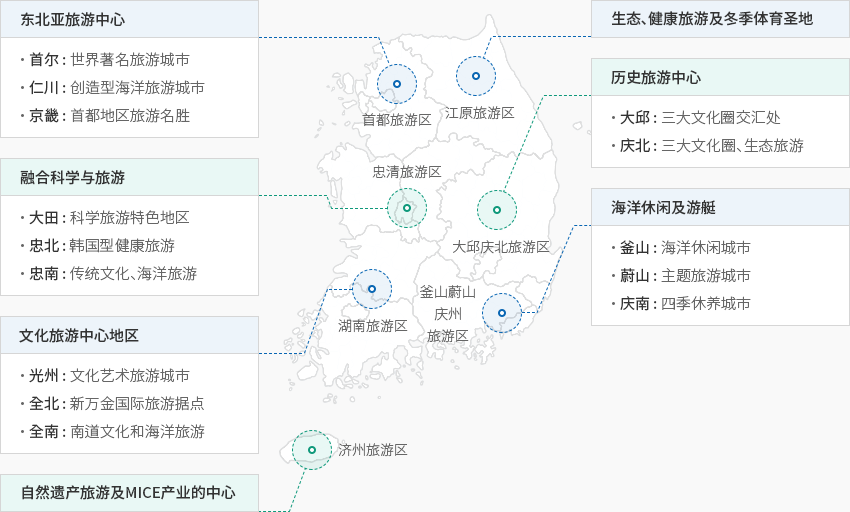 东北亚旅游中心
· 首尔 : 世界著名旅游城市
· 仁川 : 创造型海洋旅游城市
· 京畿 : 首都地区旅游名胜
融合科学与旅游
· 大田 : 科学旅游特色地区
· 忠北 : 韩国型健康旅游
· 忠南 : 传统文化、海洋旅游
文化旅游中心地区
· 光州 : 文化艺术旅游城市
· 全北 : 新万金国际旅游据点
· 全南 : 南道文化和海洋旅游
自然遗产旅游及MICE产业的中心
首都旅游区
江原旅游区
忠清旅游区
大邱庆北旅游区
釜山蔚山
庆州
旅游区
湖南旅游区
济州旅游区
生态、健康旅游及冬季体育圣地
历史旅游中心
· 大邱 : 三大文化圈交汇处
· 庆北 : 三大文化圈、生态旅游
海洋休闲及游艇
· 釜山 : 海洋休闲城市
· 蔚山 : 主题旅游城市
· 庆南 : 四季休养城市